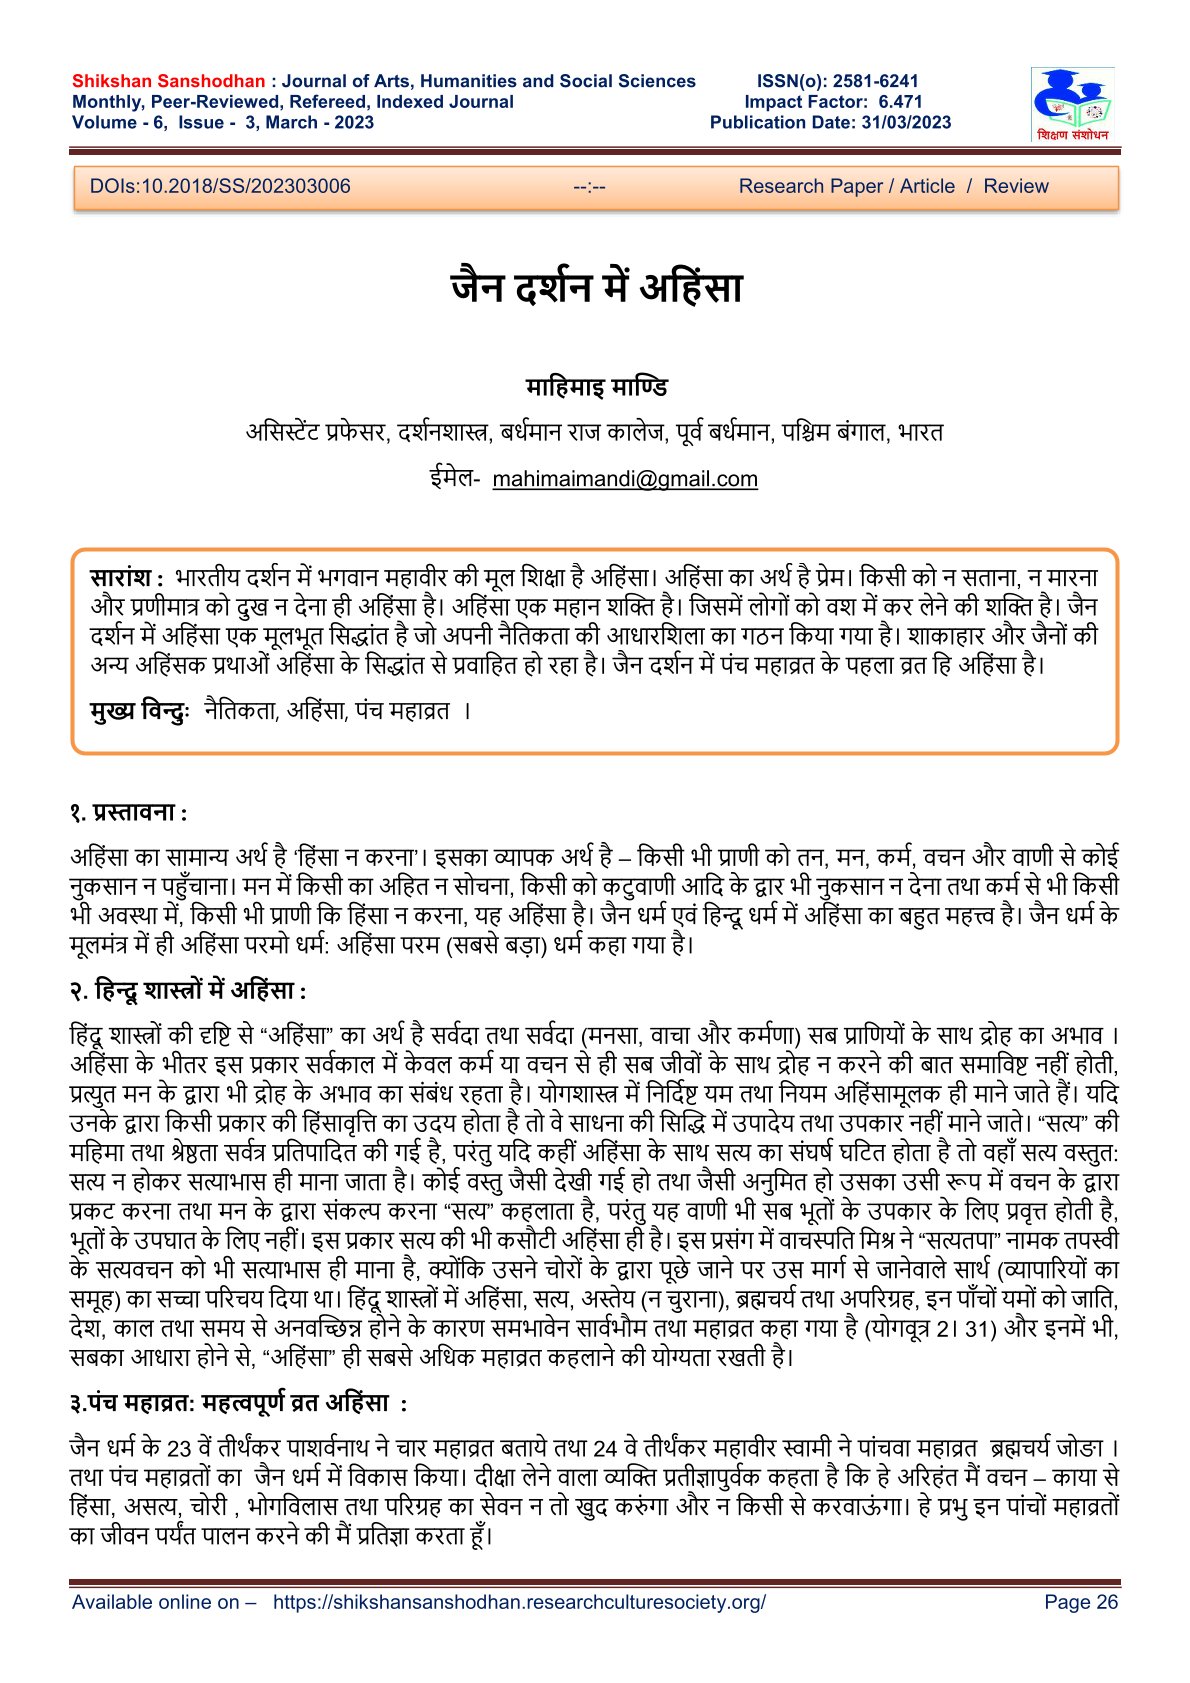 Shikshan Sanshodhan : Journal of Arts, Humanities and Social Sciences ISSN(o): 2581-6241
Monthly, Peer-Reviewed, Refereed, Indexed Journal Impact Factor: 6.471
Volume - 6, Issue - 3, March - 2023 Publication Date: 31/03/2023
शिक्षण संशोधन
DOIs:10.2018/SS/202303006 --:-- Research Paper / Article / Review
जैन दर्शन में अहिंसा
माहिमाइ माण्डि
असिस्टेंट प्रफेसर, दर्शनशास्त्र, बर्धमान राज कालेज, पूर्व बर्धमान, पश्चिम बंगाल, भारत
ईमेल- mahimaimandi@gmail.com
सारांश : भारतीय दर्शन में भगवान महावीर की मूल शिक्षा है अहिंसा। अहिंसा का अर्थ है प्रेम। किसी को न सताना, न मारना
और प्रणीमात्र को दुख न देना ही अहिंसा है। अहिंसा एक महान शक्ति है। जिसमें लोगों को वश में कर लेने की शक्ति है। जैन
दर्शन में अहिंसा एक मूलभूत सिद्धांत है जो अपनी नैतिकता की आधारशिला का गठन किया गया है। शाकाहार और जैनों की
अन्य अहिंसक प्रथाओं अहिंसा के सिद्धांत से प्रवाहित हो रहा है। जैन दर्शन में पंच महाव्रत के पहला व्रत हि अहिंसा है।
मुख्य विन्दुः नैतिकता, अहिंसा, पंच महाव्रत ।
१. प्रस्तावना :
अहिंसा का सामान्य अर्थ है ‘हिंसा न करना’। इसका व्यापक अर्थ है – किसी भी प्राणी को तन, मन, कर्म, वचन और वाणी से कोई
नुकसान न पहुँचाना। मन में किसी का अहित न सोचना, किसी को कटुवाणी आदि के द्वार भी नुकसान न देना तथा कर्म से भी किसी
भी अवस्था में, किसी भी प्राणी कि हिंसा न करना, यह अहिंसा है। जैन धर्म एवं हिन्दू धर्म में अहिंसा का बहुत महत्त्व है। जैन धर्म के
मूलमंत्र में ही अहिंसा परमो धर्म: अहिंसा परम (सबसे बड़ा) धर्म कहा गया है।
२. हिन्दू शास्त्रों में अहिंसा :
हिंदू शास्त्रों की दृष्टि से “अहिंसा” का अर्थ है सर्वदा तथा सर्वदा (मनसा, वाचा और कर्मणा) सब प्राणियों के साथ द्रोह का अभाव ।
अहिंसा के भीतर इस प्रकार सर्वकाल में केवल कर्म या वचन से ही सब जीवों के साथ द्रोह न करने की बात समाविष्ट नहीं होती,
प्रत्युत मन के द्वारा भी द्रोह के अभाव का संबंध रहता है। योगशास्त्र में निर्दिष्ट यम तथा नियम अहिंसामूलक ही माने जाते हैं। यदि
उनके द्वारा किसी प्रकार की हिंसावृत्ति का उदय होता है तो वे साधना की सिद्धि में उपादेय तथा उपकार नहीं माने जाते। “सत्य” की
महिमा तथा श्रेष्ठता सर्वत्र प्रतिपादित की गई है, परंतु यदि कहीं अहिंसा के साथ सत्य का संघर्ष घटित होता है तो वहाँ सत्य वस्तुत:
सत्य न होकर सत्याभास ही माना जाता है। कोई वस्तु जैसी देखी गई हो तथा जैसी अनुमित हो उसका उसी रूप में वचन के द्वारा
प्रकट करना तथा मन के द्वारा संकल्प करना “सत्य” कहलाता है, परंतु यह वाणी भी सब भूतों के उपकार के लिए प्रवृत्त होती है,
भूतों के उपघात के लिए नहीं। इस प्रकार सत्य की भी कसौटी अहिंसा ही है। इस प्रसंग में वाचस्पति मिश्र ने “सत्यतपा” नामक तपस्वी
के सत्यवचन को भी सत्याभास ही माना है, क्योंकि उसने चोरों के द्वारा पूछे जाने पर उस मार्ग से जानेवाले सार्थ (व्यापारियों का
समूह) का सच्चा परिचय दिया था। हिंदू शास्त्रों में अहिंसा, सत्य, अस्तेय (न चुराना), ब्रह्मचर्य तथा अपरिग्रह, इन पाँचों यमों को जाति,
देश, काल तथा समय से अनवच्छिन्न होने के कारण समभावेन सार्वभौम तथा महाव्रत कहा गया है (योगवूत्र 2। 31) और इनमें भी,
सबका आधारा होने से, “अहिंसा” ही सबसे अधिक महाव्रत कहलाने की योग्यता रखती है।
३.पंच महाव्रत: महत्वपूर्ण व्रत अहिंसा :
जैन धर्म के 23 वें तीर्थंकर पाशर्वनाथ ने चार महाव्रत बताये तथा 24 वे तीर्थंकर महावीर स्वामी ने पांचवा महाव्रत ब्रह्मचर्य जोङा ।
तथा पंच महाव्रतों का जैन धर्म में विकास किया। दीक्षा लेने वाला व्यक्ति प्रतीज्ञापुर्वक कहता है कि हे अरिहंत मैं वचन – काया से
हिंसा, असत्य, चोरी , भोगविलास तथा परिग्रह का सेवन न तो खुद करुंगा और न किसी से करवाऊंगा। हे प्रभु इन पांचों महाव्रतों
का जीवन पर्यंत पालन करने की मैं प्रतिज्ञा करता हूँ।
Available online on – https://shikshansanshodhan.researchculturesociety.org/ Page 26